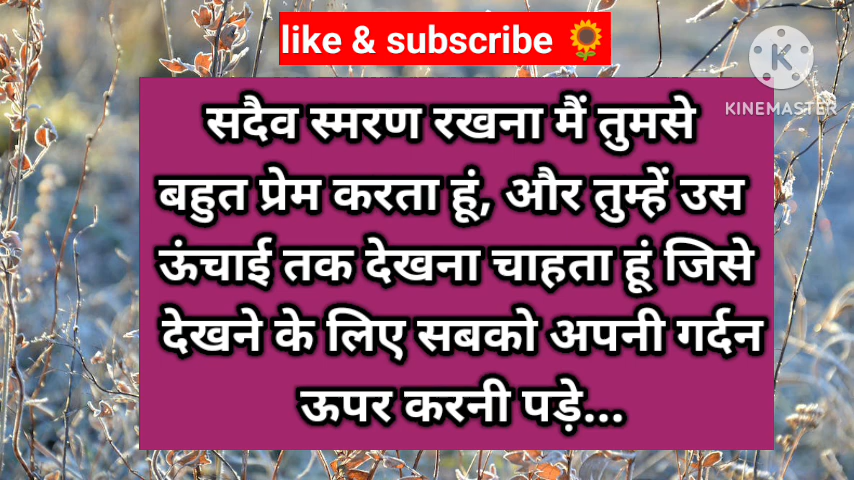 like & subscribe 🌻
KINEMASTER
सदैव स्मरण रखना मैं तुमसे
बहुत प्रेम करता हूं, और तुम्हें उस
ऊंचाई तक देखना चाहता हूं जिसे
देखने के लिए सबको अपनी गर्दन
ऊपर करनी पड़े...